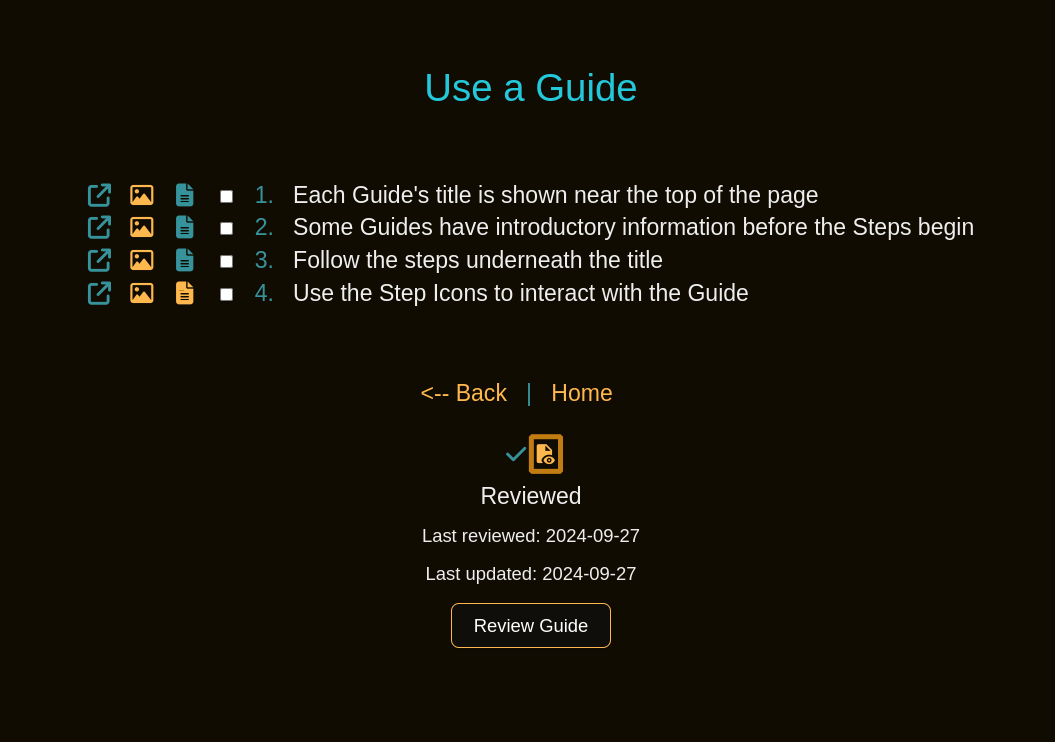 Use a Guide
1. Each Guide's title is shown near the top of the page
2. Some Guides have introductory information before the Steps begin
3. Follow the steps underneath the title
4. Use the Step Icons to interact with the Guide
<-- Back | Home
Reviewed
Last reviewed: 2024-09-27
Last updated: 2024-09-27
Review Guide